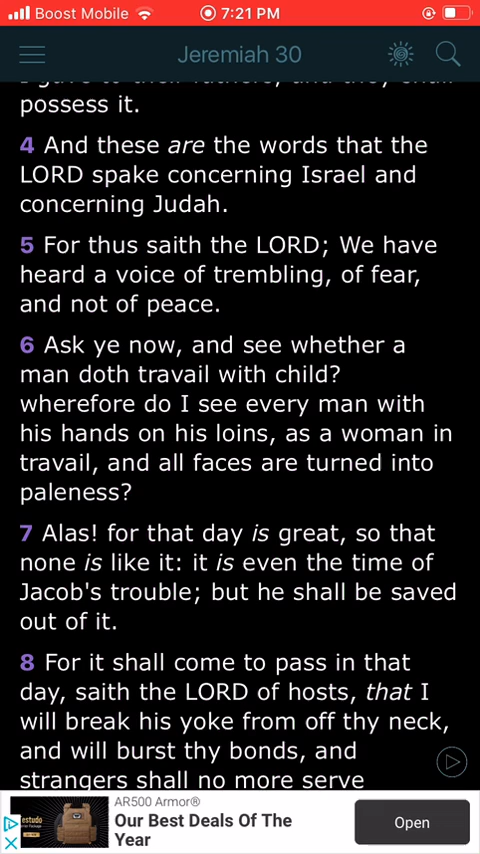 Boost Mobile 7:21 PM
Jeremiah 30
I gave to their fathers, and they shall
possess it.
4 And these are the words that the
LORD spake concerning Israel and
concerning Judah.
5 For thus saith the LORD; We have
heard a voice of trembling, of fear,
and not of peace.
6 Ask ye now, and see whether a
man doth travail with child?
wherefore do I see every man with
his hands on his loins, as a woman in
travail, and all faces are turned into
paleness?
7 Alas! for that day is great, so that
none is like it: it is even the time of
Jacob's trouble; but he shall be saved
out of it.
8 For it shall come to pass in that
day, saith the LORD of hosts, that I
will break his yoke from off thy neck,
and will burst thy bonds, and
strangers shall no more serve
AR500 Armor®
Our Best Deals Of The
Year
Open